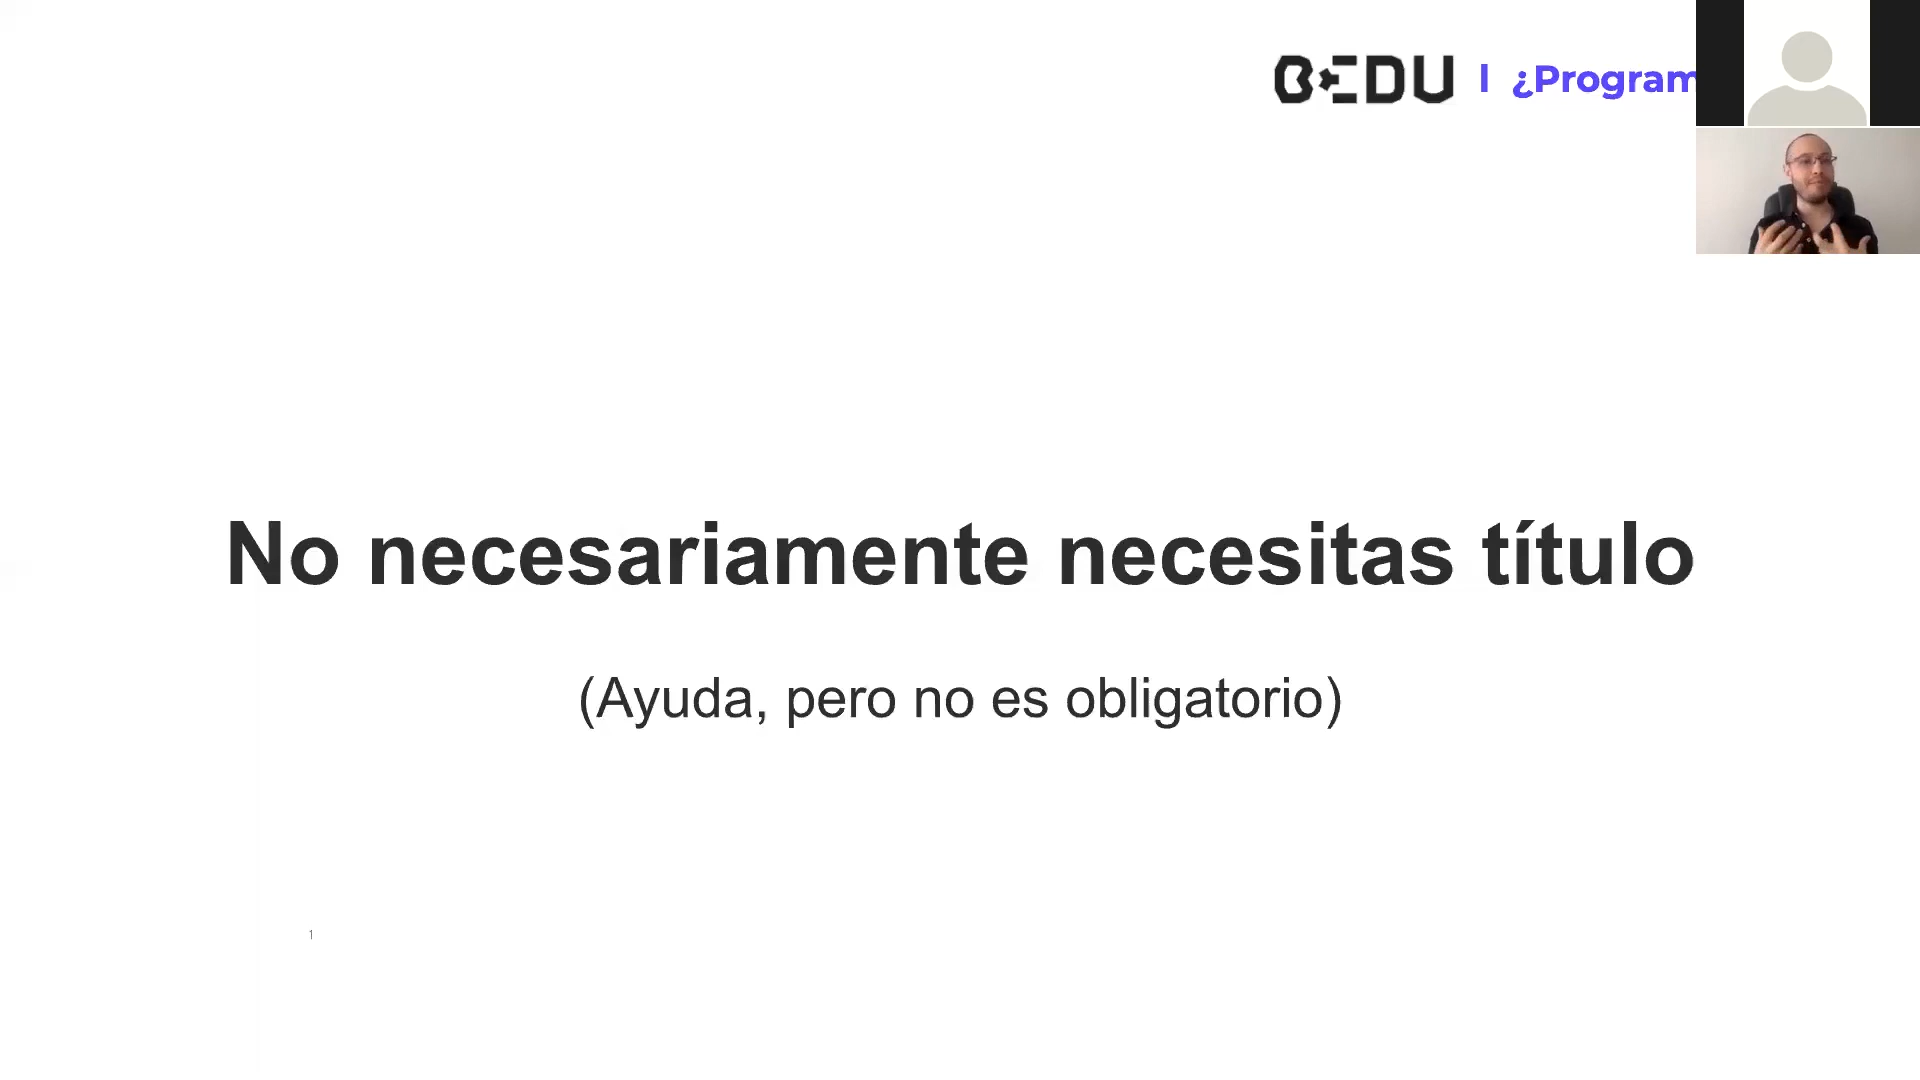 BEDU | ¿Program
No necesariamente necesitas título
(Ayuda, pero no es obligatorio)
1